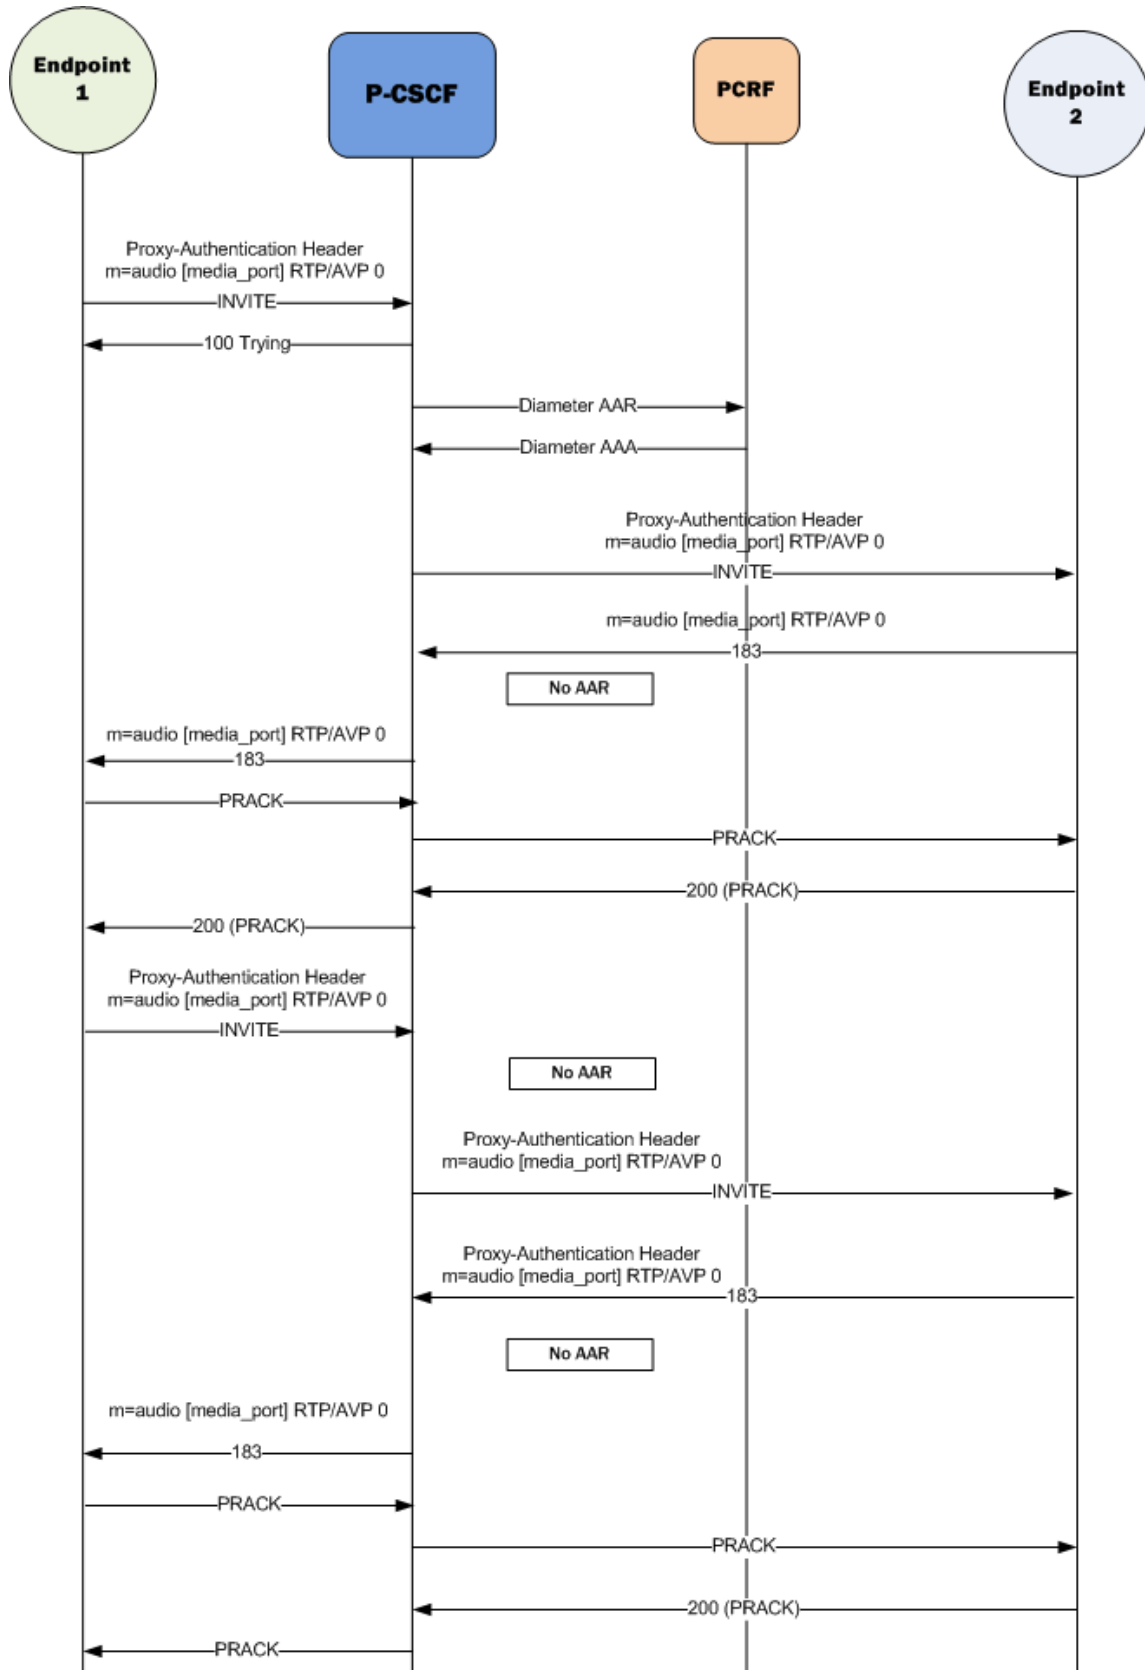 Endpoint
1
P-CSCF
PCRF
Endpoint
2
Proxy-Authentication Header
m=audio [media_port] RTP/AVP 0
INVITE
100 Trying
Diameter AAR
Diameter AAA
Proxy-Authentication Header
m=audio [media_port] RTP/AVP 0
INVITE
m=audio [media_port] RTP/AVP 0
183
No AAR
m=audio [media_port] RTP/AVP 0
183
PRACK
PRACK
200 (PRACK)
200 (PRACK)
Proxy-Authentication Header
m=audio [media_port] RTP/AVP 0
INVITE
No AAR
Proxy-Authentication Header
m=audio [media_port] RTP/AVP 0
INVITE
Proxy-Authentication Header
m=audio [media_port] RTP/AVP 0
183
No AAR
m=audio [media_port] RTP/AVP 0
183
PRACK
PRACK
200 (PRACK)
PRACK